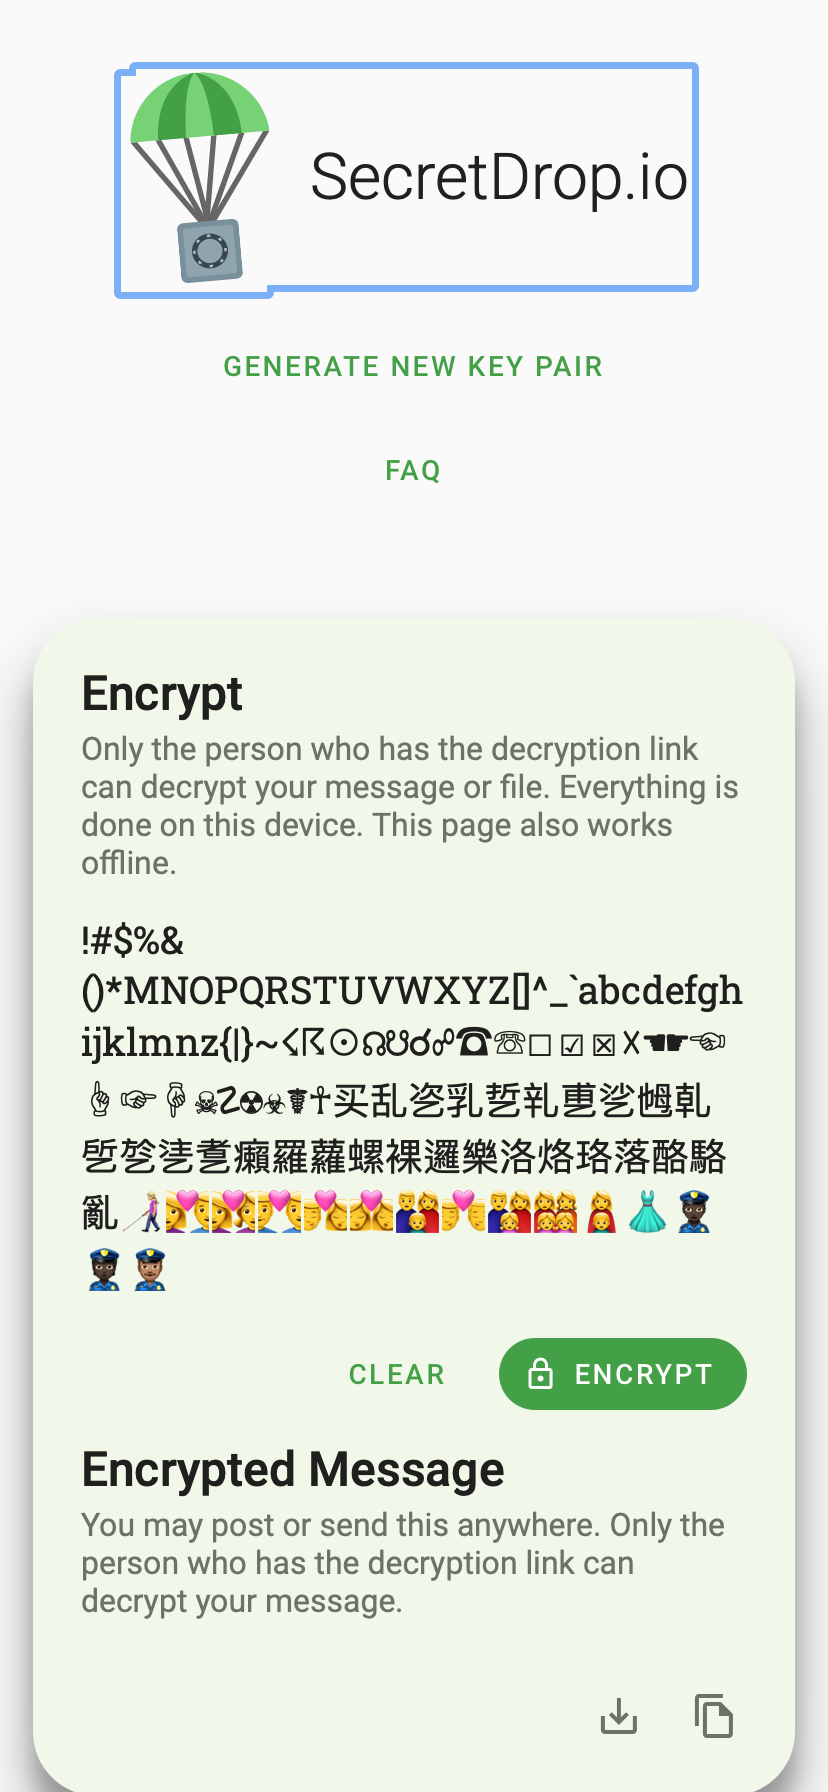 SecretDrop.io
GENERATE NEW KEY PAIR
FAQ
Encrypt
Only the person who has the decryption link
can decrypt your message or file. Everything is
done on this device. This page also works
offline.
!#$%&
()*MNOPQRSTUVWXYZ[]^_`abcdefgh
ijklmnz{|}~☇☈☉☊☋☌☍☎☏☐☑☒☓☚☛☜
☝☞☟☠☡☢☣☤☥买乱乲乳乴乵乶乷乸乹
乺乻乼乽癩羅蘿螺裸邏樂洛烙珞落酪駱
亂
CLEAR
ENCRYPT
Encrypted Message
You may post or send this anywhere. Only the
person who has the decryption link can
decrypt your message.